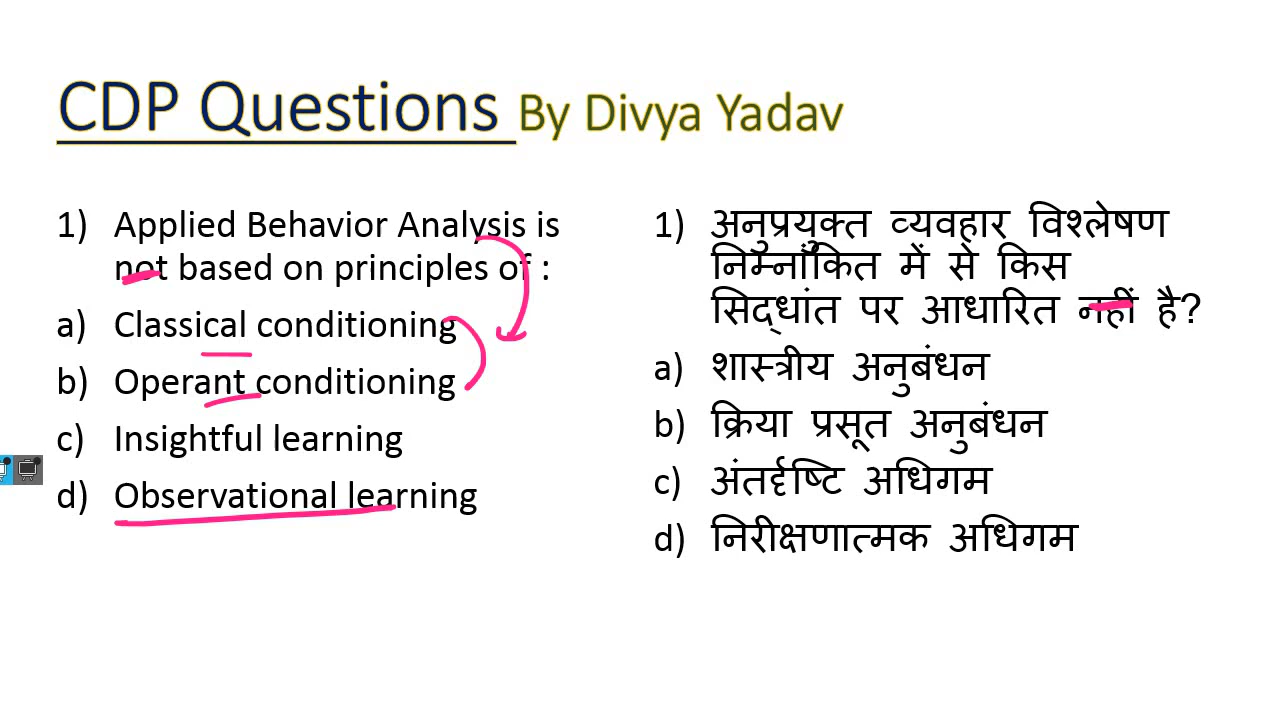 CDP Questions By Divya Yadav
1) Applied Behavior Analysis is
not based on principles of :
a) Classical conditioning
b) Operant conditioning
c) Insightful learning
d) Observational learning
1) अनुप्रयुक्त व्यवहार विश्लेषण
निम्नांकित में से किस
सिद्धांत पर आधारित नहीं है?
a) शास्त्रीय अनुबंधन
b) क्रिया प्रसूत अनुबंधन
c) अंतर्दृष्टि अधिगम
d) निरीक्षणात्मक अधिगम